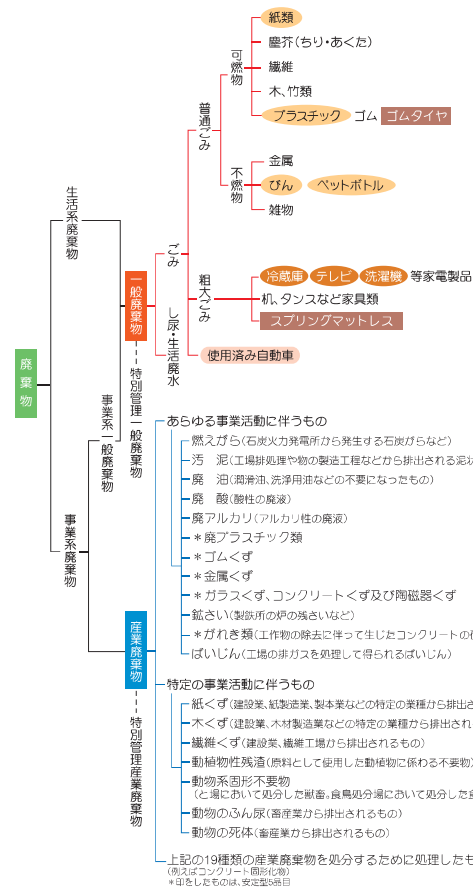 廃棄物
生活系廃棄物
事業系廃棄物
事業系一般廃棄物
一般廃棄物
特別管理一般廃棄物
ごみ
し尿・生活廃水
普通ごみ
粗大ごみ
可燃物
不燃物
紙類
塵芥(ちり・あくた)
繊維
木、竹類
プラスチック ゴム ゴムタイヤ
金属
びん ペットボトル
雑物
冷蔵庫 テレビ 洗濯機 等家電製品
机、タンスなど家具類
スプリングマットレス
使用済み自動車
産業廃棄物
特別管理産業廃棄物
あらゆる事業活動に伴うもの
燃えがら(石炭火力発電所から発生する石炭がらなど)
汚 泥(工場排処理や物の製造工程などから排出される泥状
廃 油(潤滑油、洗浄用油などの不要になったもの)
廃 酸(酸性の廃液)
廃アルカリ(アルカリ性の廃液)
*廃プラスチック類
*ゴムくず
*金属くず
*ガラスくず、コンクリートくず及び陶磁器くず
鉱さい(製鉄所の炉の残さいなど)
*がれき類(工作物の除去に伴って生じたコンクリートの
ばいじん(工場の排ガスを処理して得られるばいじん)
特定の事業活動に伴うもの
紙くず(建設業、紙製造業、製本業などの特定の業種から排出さ
木くず(建設業、木材製造業などの特定の業種から排出され
繊維くず(建設業、繊維工場から排出されるもの)
動植物性残渣(原料として使用した動植物に係わる不要物)
動物系固形不要物
(と場において処分した獣畜。食鳥処分場において処分した
動物のふん尿(畜産業から排出されるもの)
動物の死体(畜産業から排出されるもの)
上記の19種類の産業廃棄物を処分するために処理したも
(例えばコンクリート固形化物)
*印をしたものは、安定型5品目